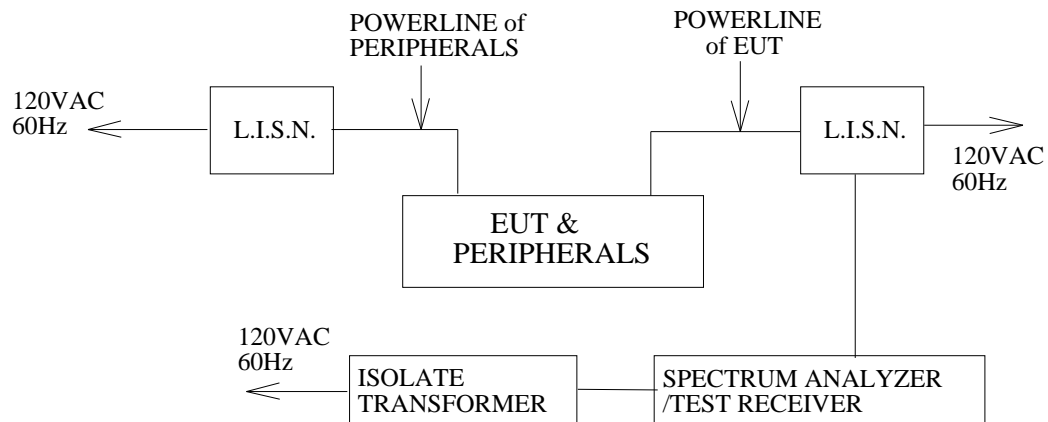 POWERLINE of
PERIPHERALS
POWERLINE
of EUT
120VAC
60Hz
L.I.S.N.
L.I.S.N.
120VAC
60Hz
EUT &
PERIPHERALS
120VAC
60Hz
ISOLATE
TRANSFORMER
SPECTRUM ANALYZER
/TEST RECEIVER